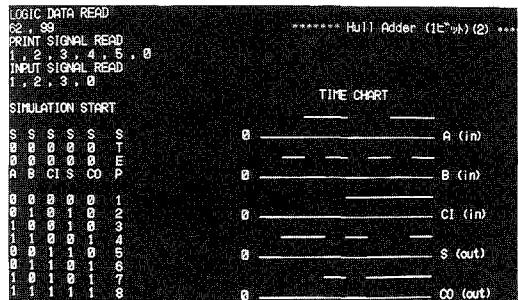 LOGIC DATA READ
62 , 99
PRINT SIGNAL READ
1 , 2 , 3 , 4 , 5 , 0
INPUT SIGNAL READ
1 , 2 , 3 , 0
SIMULATION START
S S S S S S
0 0 0 0 0 T
0 0 0 0 0 E
A B CI S CO P
0 0 0 0 0 1
0 1 0 1 0 2
1 0 0 1 0 3
1 1 0 0 1 4
0 0 1 1 0 5
0 1 1 0 1 6
1 0 1 0 1 7
1 1 1 1 1 8
******* Hull Adder (1ビット)(2) ****
TIME CHART
0 A (in)
0 B (in)
0 CI (in)
0 S (out)
0 CO (out)